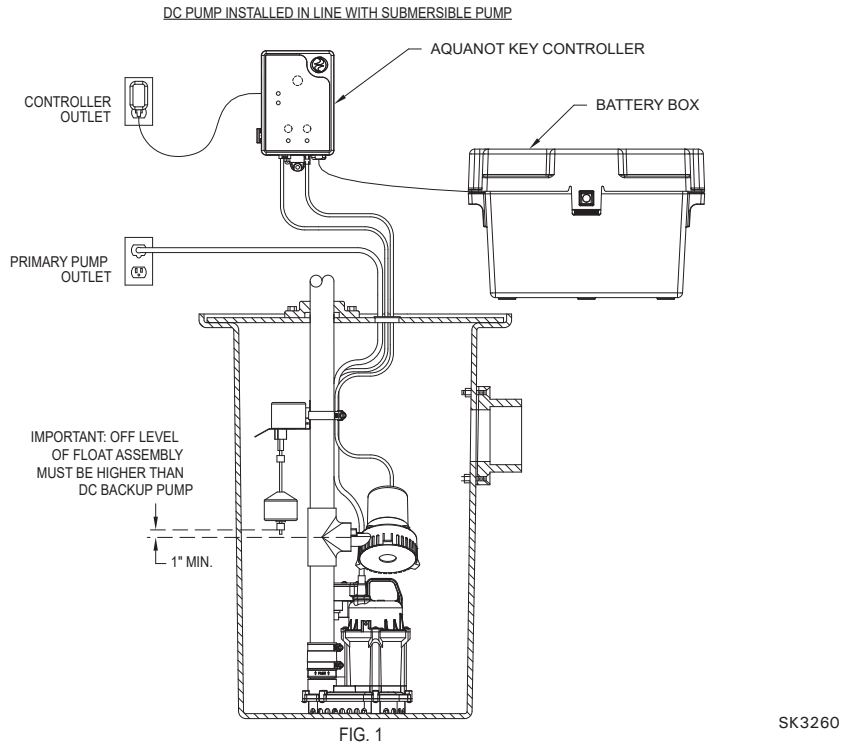 DC PUMP INSTALLED IN LINE WITH SUBMERSIBLE PUMP
AQUANOT KEY CONTROLLER
CONTROLLER
OUTLET
BATTERY BOX
PRIMARY PUMP
OUTLET
IMPORTANT: OFF LEVEL
OF FLOAT ASSEMBLY
MUST BE HIGHER THAN
DC BACKUP PUMP
1" MIN.
FIG. 1
SK3260